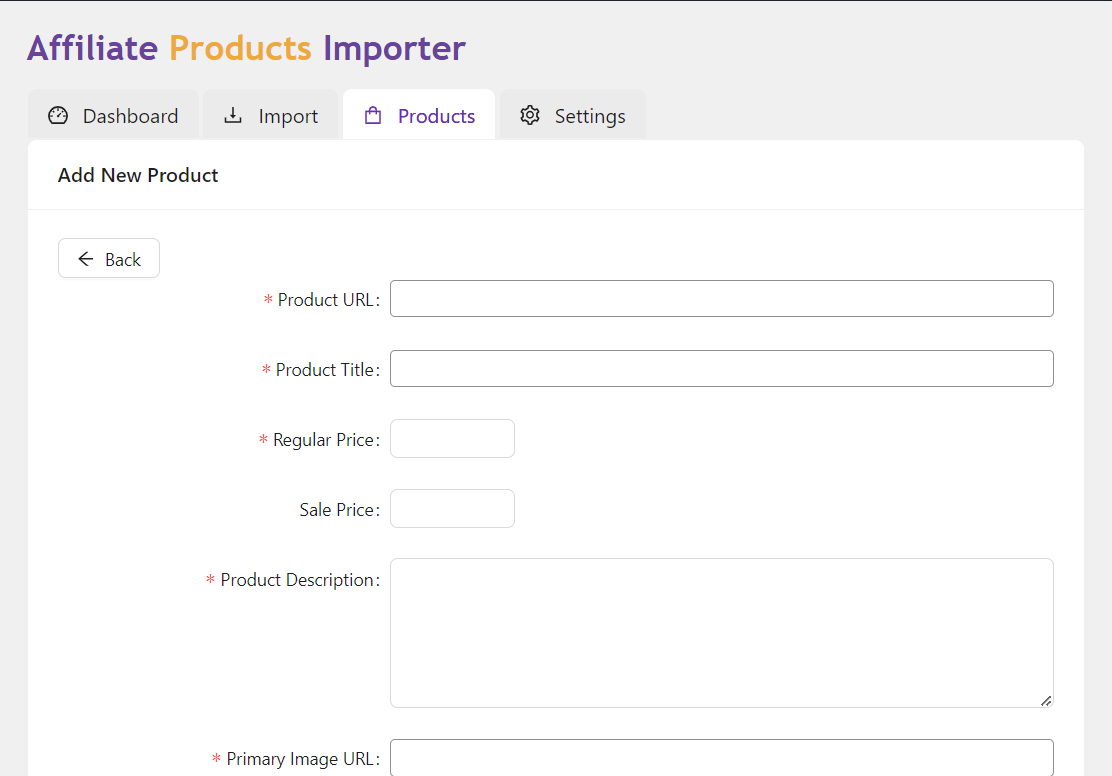 Affiliate Products Importer
Dashboard Import Products Settings
Add New Product
Back
* Product URL:
* Product Title:
* Regular Price:
Sale Price:
* Product Description:
* Primary Image URL: